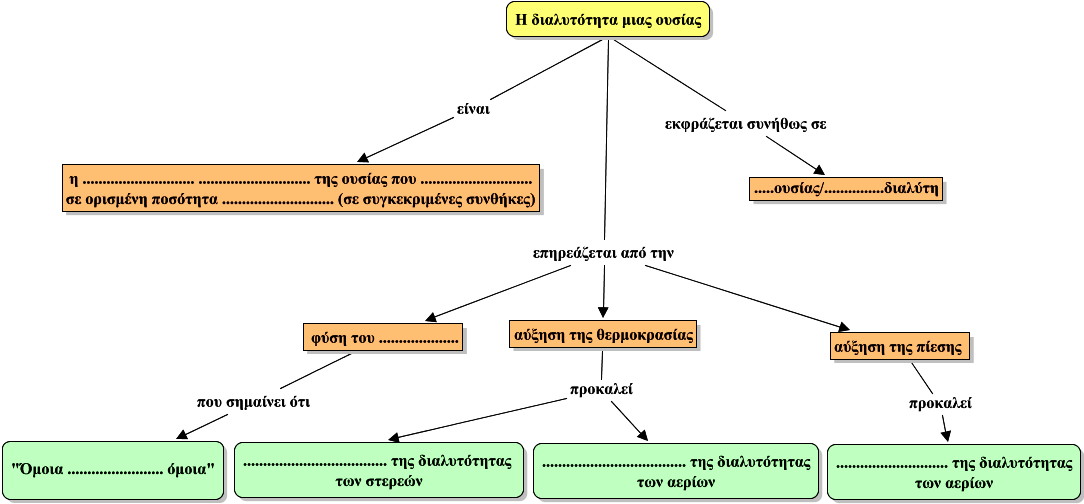 Η διαλυτότητα μιας ουσίας
είναι
εκφράζεται συνήθως σε
η ............................ ............................ της ουσίας που ............................
σε ορισμένη ποσότητα ............................ (σε συγκεκριμένες συνθήκες)
.....ουσίας/...............διαλύτη
επηρεάζεται από την
φύση του ....................
αύξηση της θερμοκρασίας
αύξηση της πίεσης
που σημαίνει ότι
προκαλεί
προκαλεί
"Όμοια ........................ όμοια"
.................................... της διαλυτότητας
των στερεών
.................................... της διαλυτότητας
των αερίων
............................ της διαλυτότητας
των αερίων